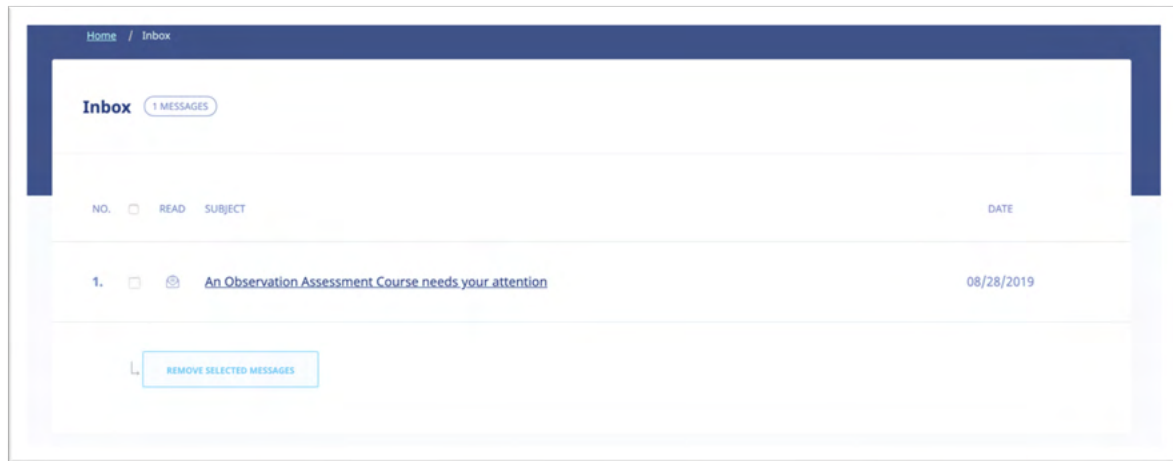 Home / Inbox
Inbox 1 MESSAGES
NO. READ SUBJECT DATE
1. An Observation Assessment Course needs your attention 08/28/2019
REMOVE SELECTED MESSAGES